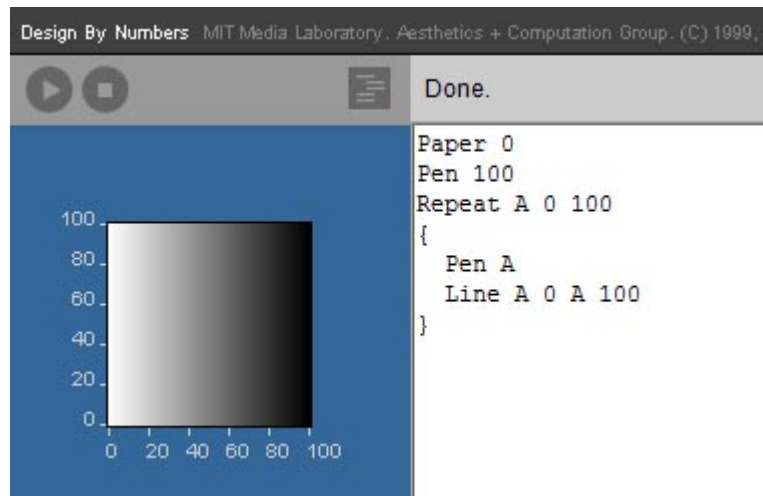 Design By Numbers MIT Media Laboratory. Aesthetics + Computation Group. (C) 1999,
Done.
Paper 0
Pen 100
Repeat A 0 100
{
  Pen A
  Line A 0 A 100
}
100
80
60
40
20
0
0 20 40 60 80 100